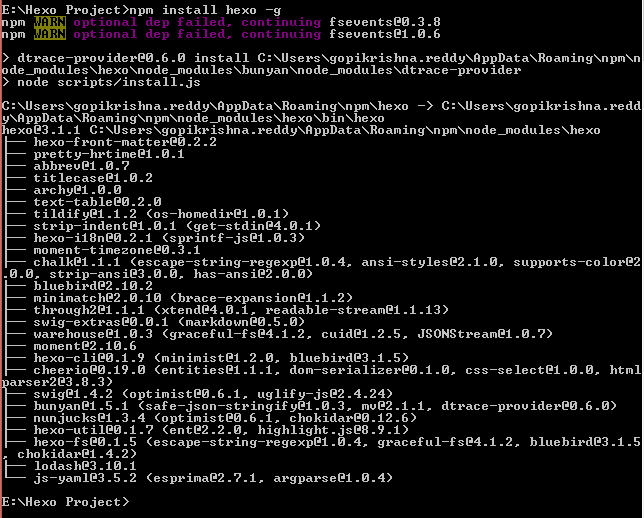 E:\Hexo Project>npm install hexo -g
npm WARN optional dep failed, continuing fsevents@0.3.8
npm WARN optional dep failed, continuing fsevents@1.0.6
> dtrace-provider@0.6.0 install C:\Users\gopikrishna.reddy\AppData\Roaming\npm\n
ode_modules\hexo\node_modules\bunyan\node_modules\dtrace-provider
> node scripts/install.js
C:\Users\gopikrishna.reddy\AppData\Roaming\npm\hexo -> C:\Users\gopikrishna.redd
y\AppData\Roaming\npm\node_modules\hexo\bin\hexo
hexo@3.1.1 C:\Users\gopikrishna.reddy\AppData\Roaming\npm\node_modules\hexo
├── hexo-front-matter@0.2.2
├── pretty-hrtime@1.0.1
├── abbrev@1.0.7
├── titlecase@1.0.2
├── archy@1.0.0
├── text-table@0.2.0
├── tildify@1.1.2 (os-homedir@1.0.1)
├── strip-indent@1.0.1 (get-stdin@4.0.1)
├── hexo-i18n@0.2.1 (sprintf-js@1.0.3)
├── moment-timezone@0.3.1
├── chalk@1.1.1 (escape-string-regexp@1.0.4, ansi-styles@2.1.0, supports-color@2
.0.0, strip-ansi@3.0.0, has-ansi@2.0.0)
├── bluebird@2.10.2
├── minimatch@2.0.10 (brace-expansion@1.1.2)
├── through2@1.1.1 (xtend@4.0.1, readable-stream@1.1.13)
├── swig-extras@0.0.1 (markdown@0.5.0)
├── warehouse@1.0.3 (graceful-fs@4.1.2, cuid@1.2.5, JSONStream@1.0.7)
├── moment@2.10.6
├── hexo-cli@0.1.9 (minimist@1.2.0, bluebird@3.1.5)
├── cheerio@0.19.0 (entities@1.1.1, dom-serializer@0.1.0, css-select@1.0.0, html
parser2@3.8.3)
├── swig@1.4.2 (optimist@0.6.1, uglify-js@2.4.24)
├── bunyan@1.5.1 (safe-json-stringify@1.0.3, mv@2.1.1, dtrace-provider@0.6.0)
├── nunjucks@1.3.4 (optimist@0.6.1, chokidar@0.12.6)
├── hexo-util@0.1.7 (ent@2.2.0, highlight.js@8.9.1)
├── hexo-fs@0.1.5 (escape-string-regexp@1.0.4, graceful-fs@4.1.2, bluebird@3.1.5
, chokidar@1.4.2)
├── lodash@3.10.1
└── js-yaml@3.5.2 (esprima@2.7.1, argparse@1.0.4)
E:\Hexo Project>